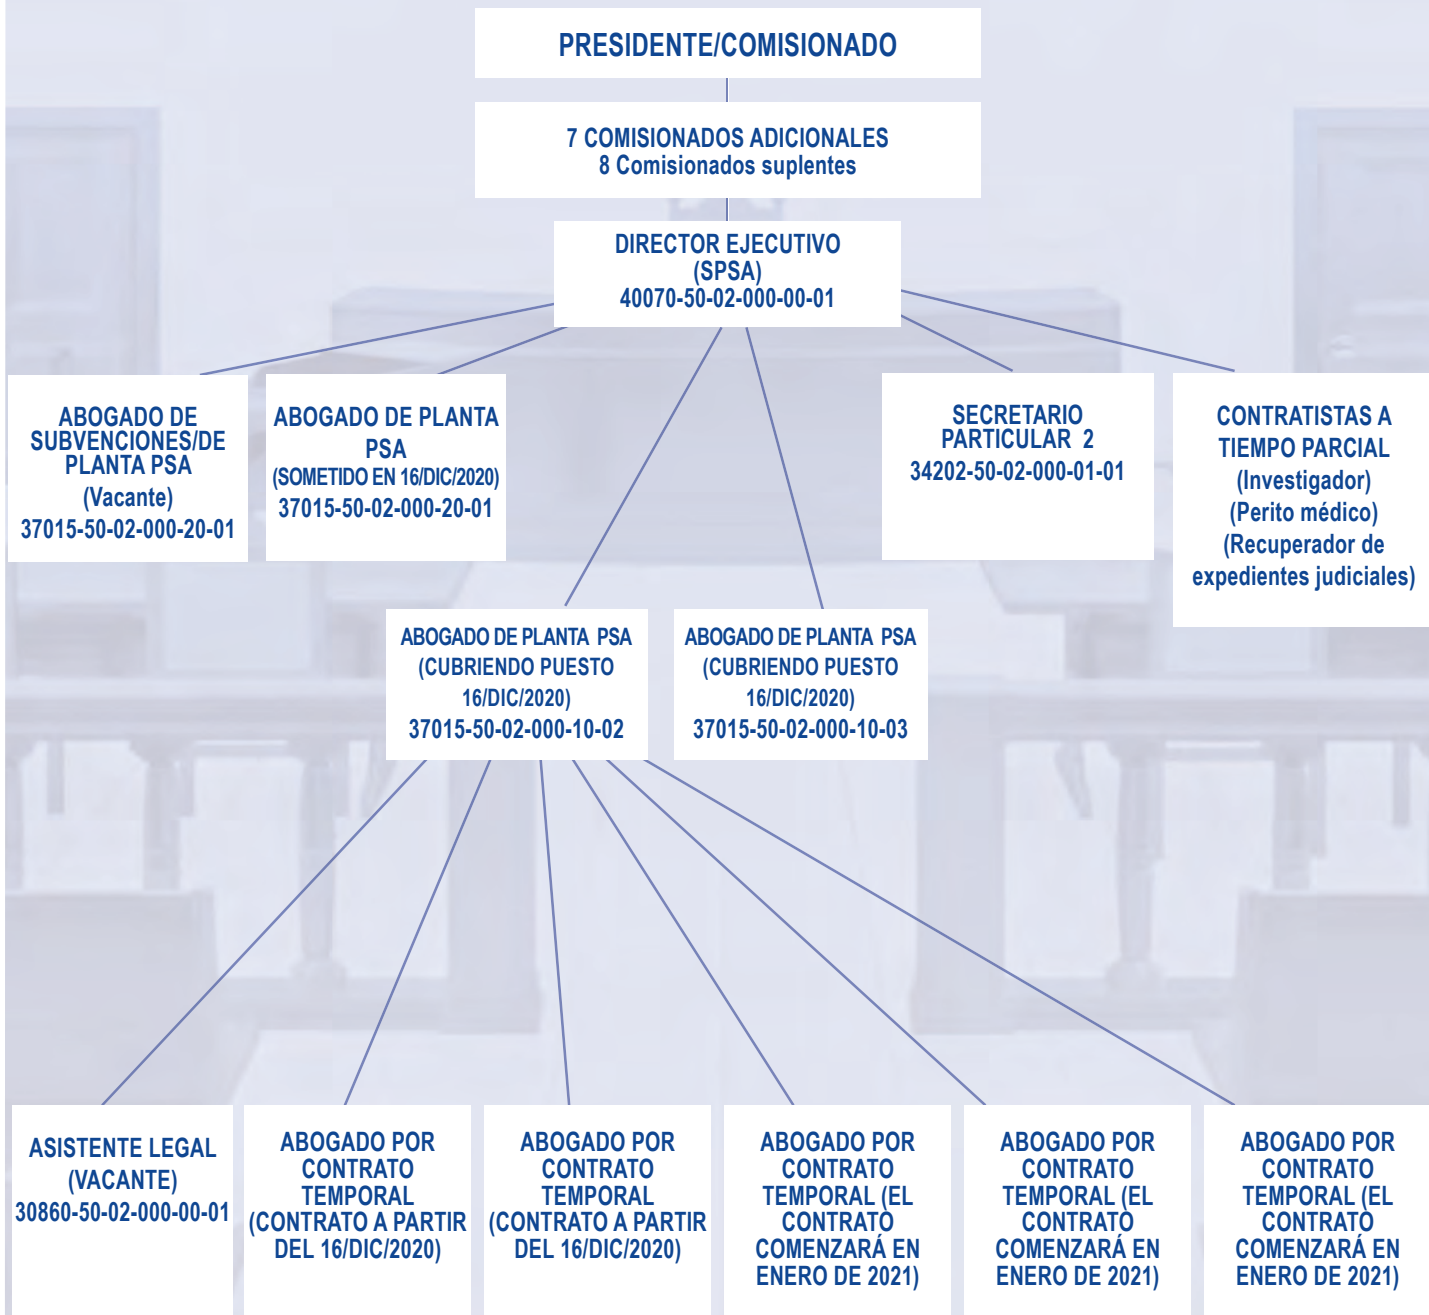 PRESIDENTE/COMISIONADO
7 COMISIONADOS ADICIONALES
8 Comisionados suplentes
DIRECTOR EJECUTIVO
(SPSA)
40070-50-02-000-00-01
ABOGADO DE
SUBVENCIONES/DE
PLANTA PSA
(Vacante)
37015-50-02-000-20-01
ABOGADO DE PLANTA
PSA
(SOMETIDO EN 16/DIC/2020)
37015-50-02-000-20-01
SECRETARIO
PARTICULAR 2
34202-50-02-000-01-01
CONTRATISTAS A
TIEMPO PARCIAL
(Investigador)
(Perito médico)
(Recuperador de
expedientes judiciales)
ABOGADO DE PLANTA PSA
(CUBRIENDO PUESTO
16/DIC/2020)
37015-50-02-000-10-02
ABOGADO DE PLANTA PSA
(CUBRIENDO PUESTO
16/DIC/2020)
37015-50-02-000-10-03
ASISTENTE LEGAL
(VACANTE)
30860-50-02-000-00-01
ABOGADO POR
CONTRATO
TEMPORAL
(CONTRATO A PARTIR
DEL 16/DIC/2020)
ABOGADO POR
CONTRATO
TEMPORAL
(CONTRATO A PARTIR
DEL 16/DIC/2020)
ABOGADO POR
CONTRATO
TEMPORAL (EL
CONTRATO
COMENZARÁ EN
ENERO DE 2021)
ABOGADO POR
CONTRATO
TEMPORAL (EL
CONTRATO
COMENZARÁ EN
ENERO DE 2021)
ABOGADO POR
CONTRATO
TEMPORAL (EL
CONTRATO
COMENZARÁ EN
ENERO DE 2021)